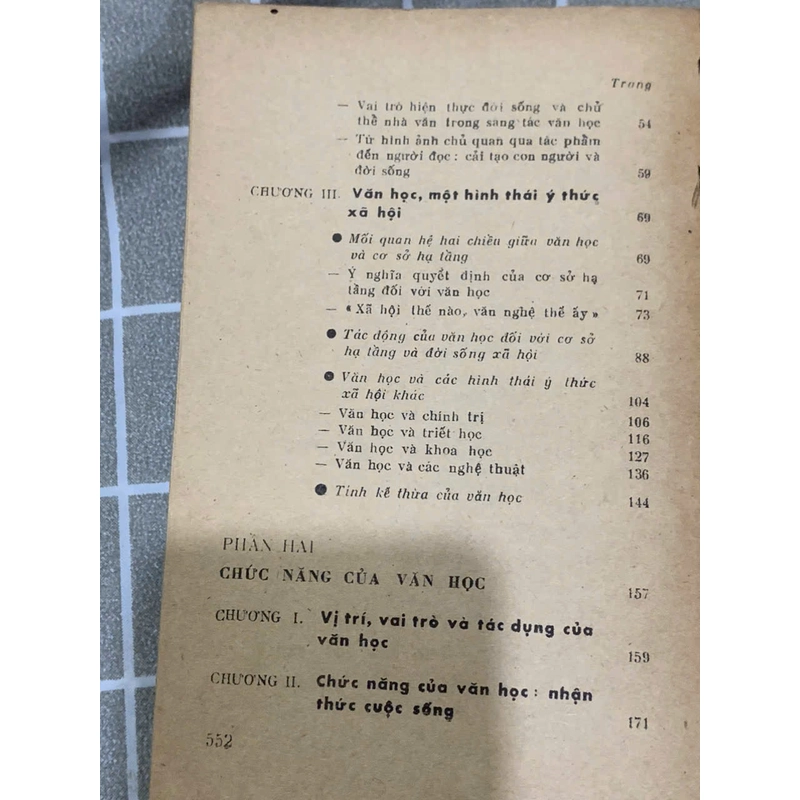 Trang
— Vai trò hiện thực đời sống và chủ
thể nhà văn trong sáng tác văn học 54
— Từ hình ảnh chủ quan qua tác phẩm
đến người đọc : cải tạo con người và
đời sống 59
CHƯƠNG III. Văn học, một hình thái ý thức
xã hội 69
● Mối quan hệ hai chiều giữa văn học
và cơ sở hạ tầng 69
— Ý nghĩa quyết định của cơ sở hạ
tầng đối với văn học 71
— «Xã hội thế nào, văn nghệ thế ấy» 73
● Tác động của văn học đối với cơ sở
hạ tầng và đời sống xã hội 88
● Văn học và các hình thái ý thức
xã hội khác 104
— Văn học và chính trị 106
— Văn học và triết học 116
— Văn học và khoa học 127
— Văn học và các nghệ thuật 136
● Tính kế thừa của văn học 144
PHẦN HAI
CHỨC NĂNG CỦA VĂN HỌC 157
CHƯƠNG I. Vị trí, vai trò và tác dụng của
văn học 159
CHƯƠNG II. Chức năng của văn học : nhận
thức cuộc sống 171
552